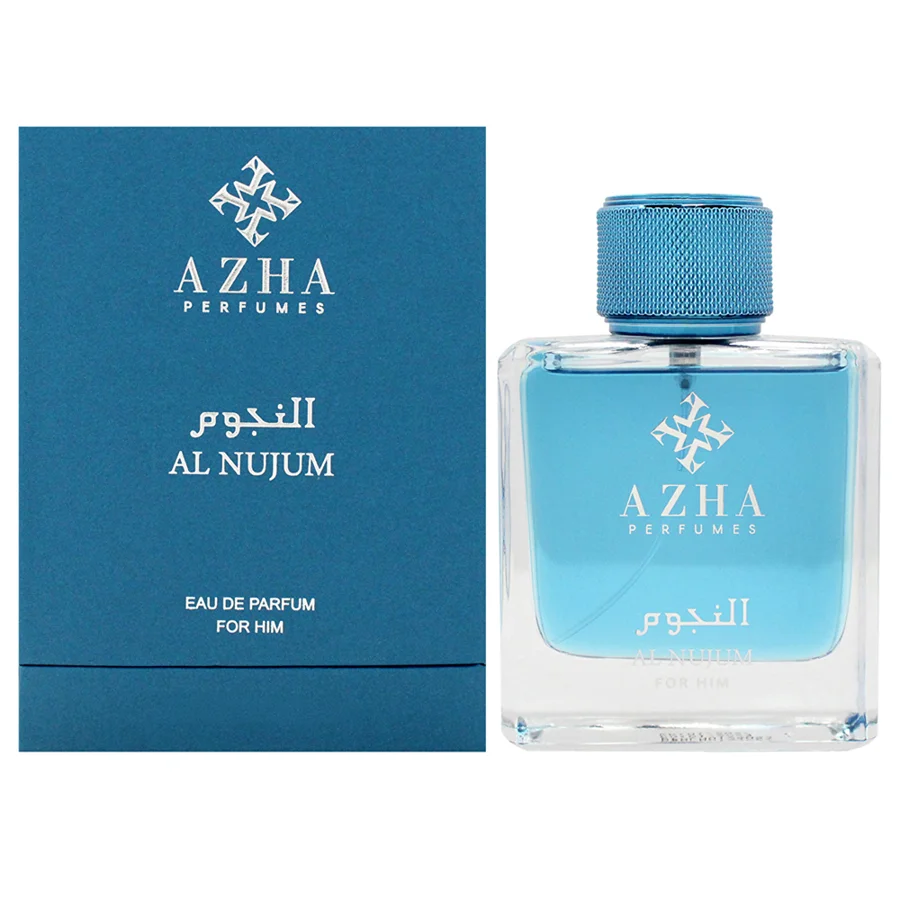 AZHA
PERFUMES
النجوم
AL NUJUM
EAU DE PARFUM
FOR HIM
AZHA
PERFUMES
النجوم
AL NUJUM
FOR HIM